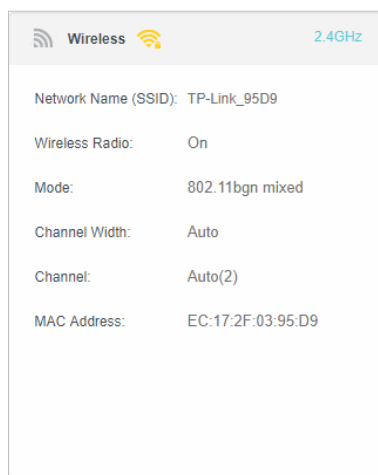 Wireless 2.4GHz
Network Name (SSID): TP-Link_95D9
Wireless Radio: On
Mode: 802.11bgn mixed
Channel Width: Auto
Channel: Auto(2)
MAC Address: EC:17:2F:03:95:D9